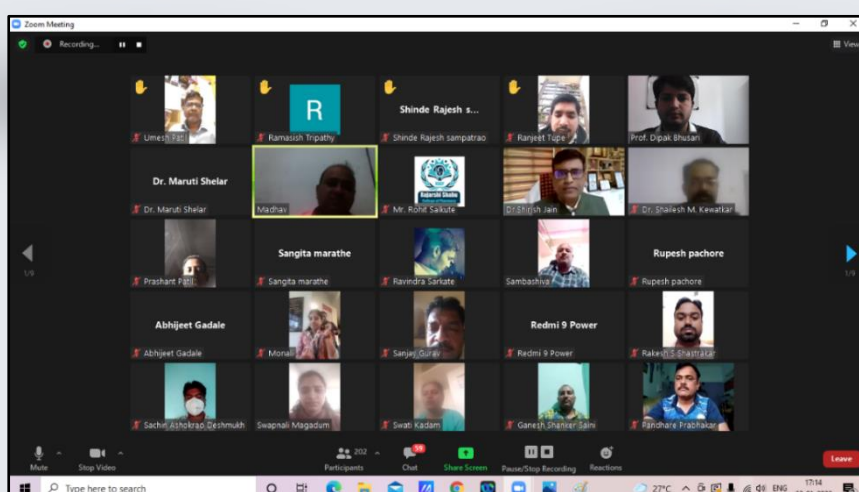 Zoom Meeting
Recording...
View
R
Shinde Rajesh s...
Umesh Patil
Ramasish Tripathy
Shinde Rajesh sampatrao
Ranjeet Tupe
Prof. Dipak Bhusari
Dr. Maruti Shelar
Rajarshi Shahu
Dr. Maruti Shelar
Madhav
Mr. Rohit Salkute
Dr Shirish Jain
Dr. Shailesh M. Kewatkar
Sangita marathe
Rupesh pachore
1/9
1/9
Prashant Patil
Sangita marathe
Ravindra Sarkate
Sambashiva
Rupesh pachore
Abhijeet Gadale
Redmi 9 Power
Abhijeet Gadale
Monali
Sanjay Gurav
Redmi 9 Power
Rakesh S Shastrakar
Sachin Ashokrao Deshmukh
Swapnali Magadum
Swati Kadam
Ganesh Shanker Saini
Pandhare Prabhakar
202
59
Mute
Stop Video
Participants
Chat
Share Screen
Pause/Stop Recording
Reactions
Leave
Type here to search
27°C
ENG
17:14